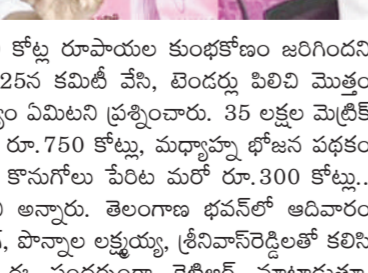 కోట్ల రూపాయల కుంభకోణం జరిగిందని
25న కమిటీ వేసి, టెండర్లు పిలిచి మొత్తం
ఏమిటని ప్రశ్నించారు. 35 లక్షల మెట్రిక్
రూ.750 కోట్లు, మధ్యాహ్న భోజన పథకం
కొనుగోలు పేరిట మరో రూ.300 కోట్లు..
అన్నారు. తెలంగాణ భవన్‌లో ఆదివారం
పొన్నాల లక్ష్మయ్య, శ్రీనివాస్‌రెడ్డిలతో కలిసి